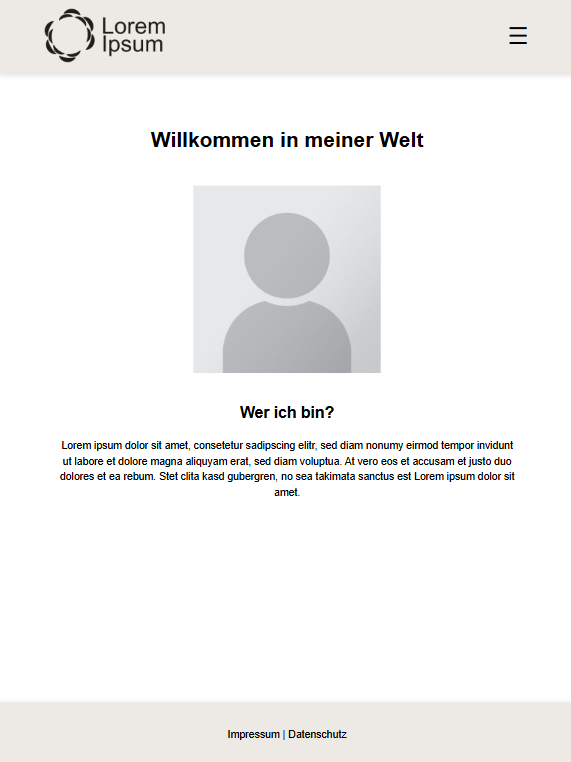 Lorem
Ipsum
Willkommen in meiner Welt
Wer ich bin?
Lorem ipsum dolor sit amet, consetetur sadipscing elitr, sed diam nonumy eirmod tempor invidunt
ut labore et dolore magna aliquyam erat, sed diam voluptua. At vero eos et accusam et justo duo
dolores et ea rebum. Stet clita kasd gubergren, no sea takimata sanctus est Lorem ipsum dolor sit
amet.
Impressum | Datenschutz